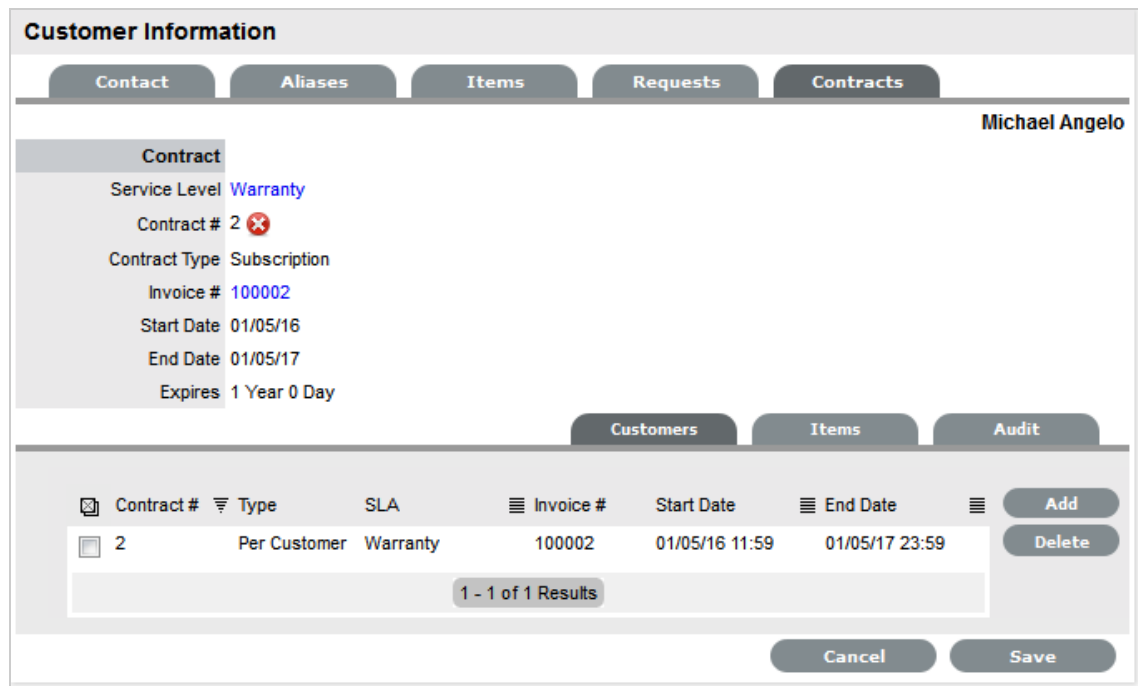 Customer Information
Contact Aliases Items Requests Contracts
Michael Angelo
Contract
Service Level Warranty
Contract # 2
Contract Type Subscription
Invoice # 100002
Start Date 01/05/16
End Date 01/05/17
Expires 1 Year 0 Day
Customers Items Audit
Contract # Type SLA Invoice # Start Date End Date Add
2 Per Customer Warranty 100002 01/05/16 11:59 01/05/17 23:59 Delete
1 - 1 of 1 Results
Cancel Save